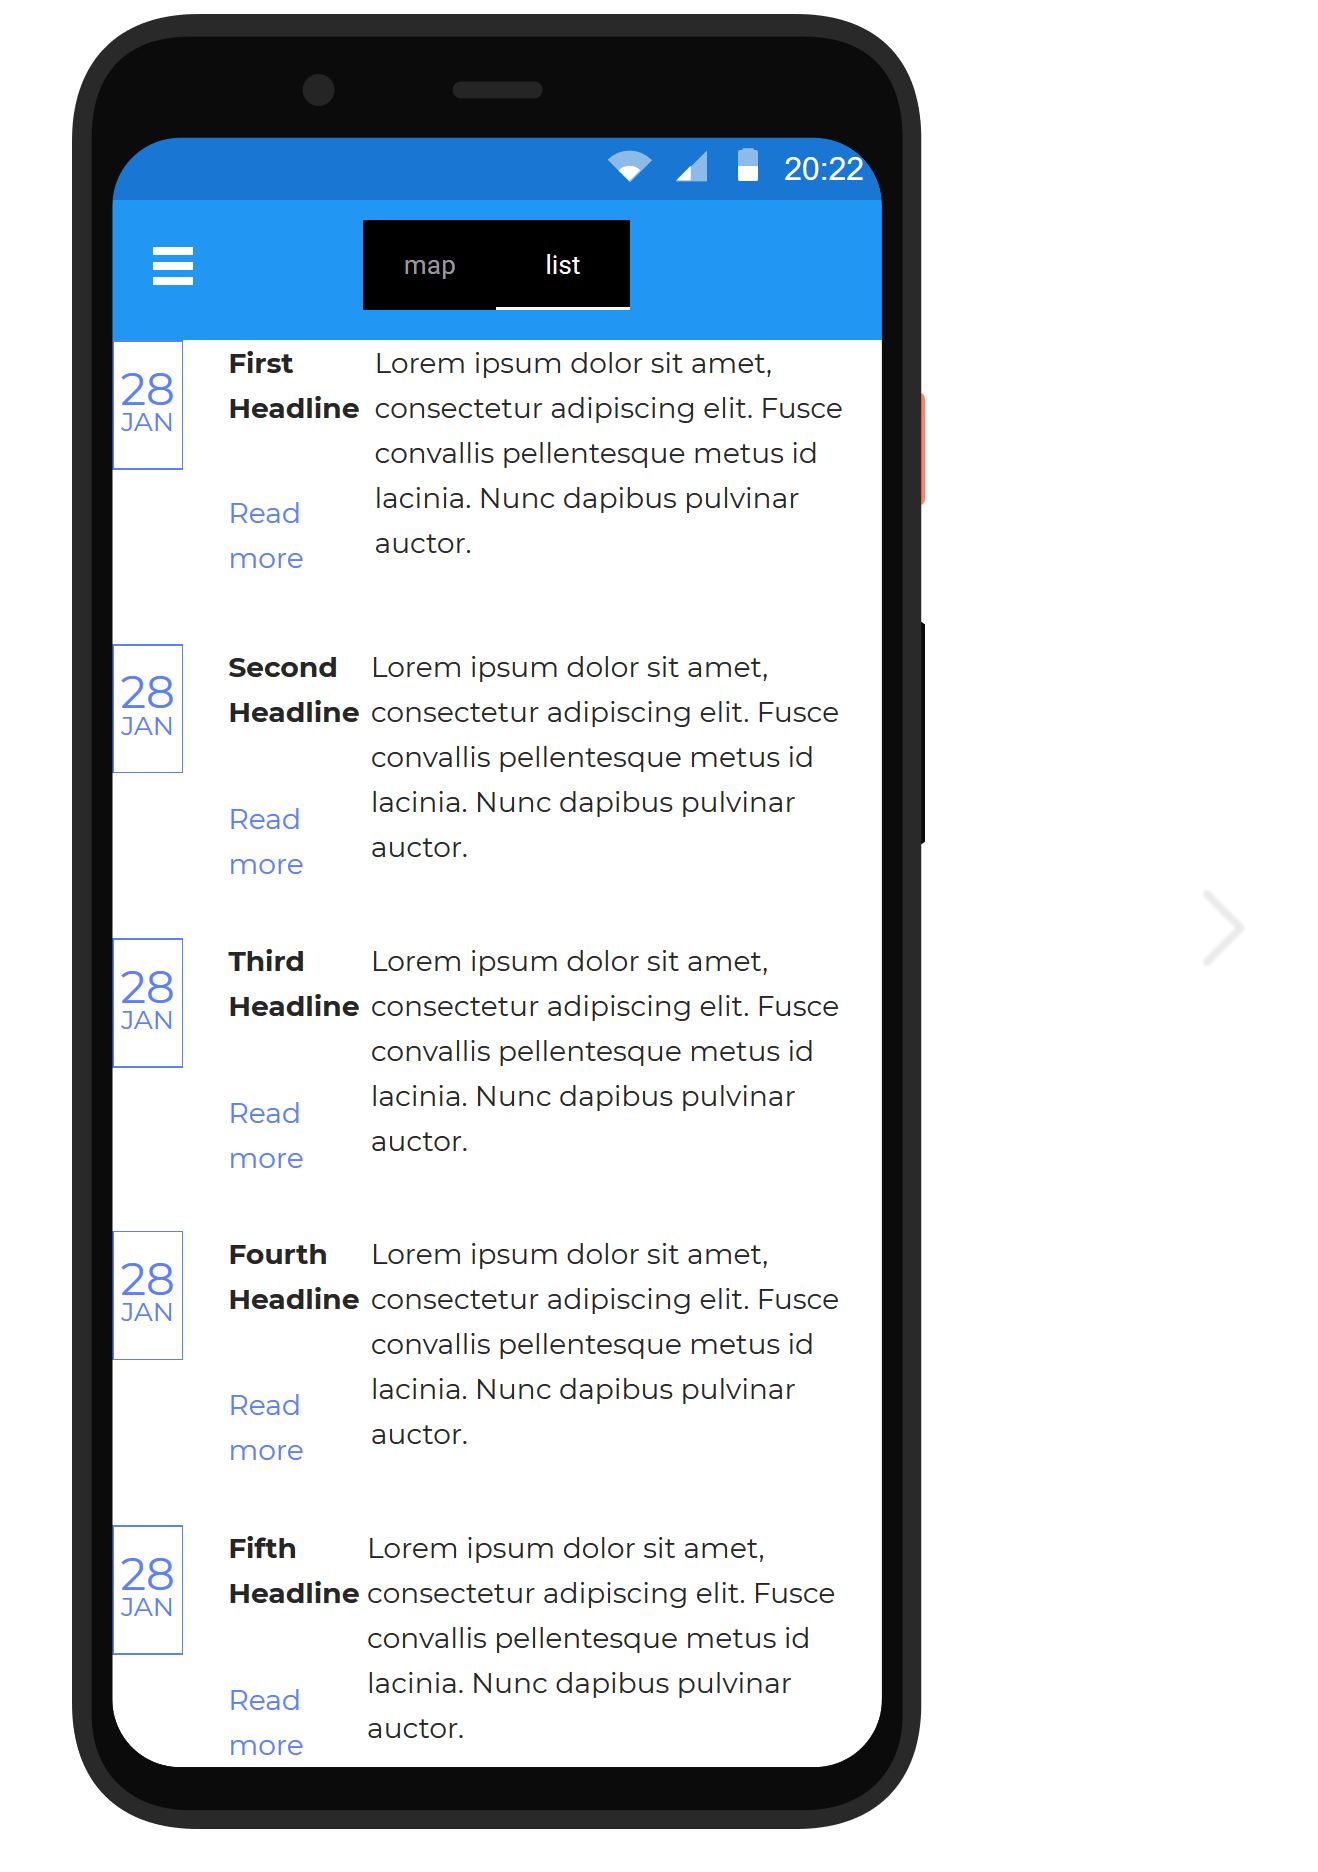 20:22
map list
28
JAN
First
Headline
Read
more
Lorem ipsum dolor sit amet,
consectetur adipiscing elit. Fusce
convallis pellentesque metus id
lacinia. Nunc dapibus pulvinar
auctor.
28
JAN
Second
Headline
Read
more
Lorem ipsum dolor sit amet,
consectetur adipiscing elit. Fusce
convallis pellentesque metus id
lacinia. Nunc dapibus pulvinar
auctor.
28
JAN
Third
Headline
Read
more
Lorem ipsum dolor sit amet,
consectetur adipiscing elit. Fusce
convallis pellentesque metus id
lacinia. Nunc dapibus pulvinar
auctor.
28
JAN
Fourth
Headline
Read
more
Lorem ipsum dolor sit amet,
consectetur adipiscing elit. Fusce
convallis pellentesque metus id
lacinia. Nunc dapibus pulvinar
auctor.
28
JAN
Fifth
Headline
Read
more
Lorem ipsum dolor sit amet,
consectetur adipiscing elit. Fusce
convallis pellentesque metus id
lacinia. Nunc dapibus pulvinar
auctor.